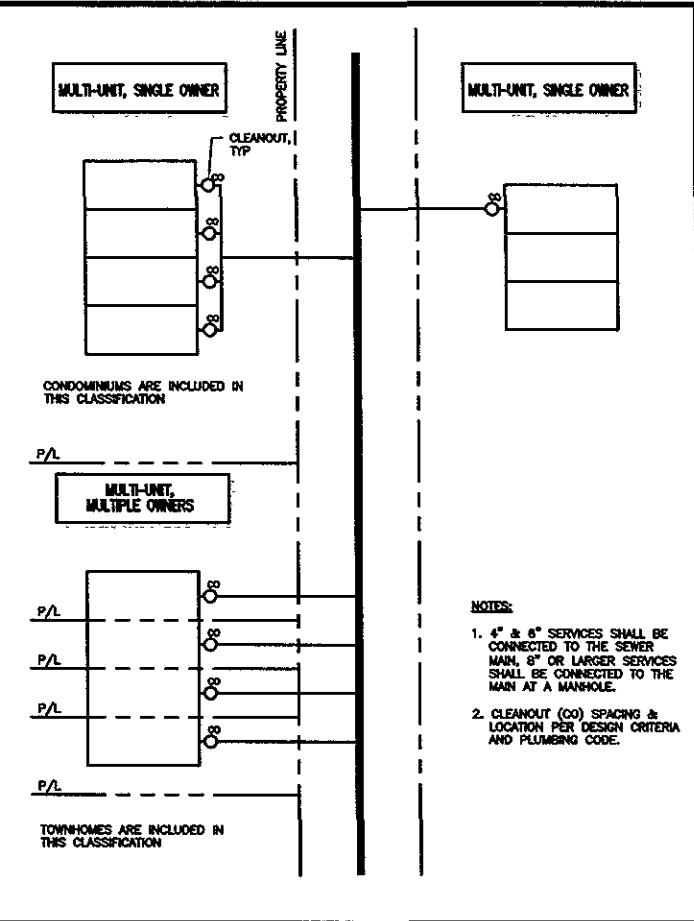 MULTI-UNIT, SINGLE OWNER
PROPERTY LINE
MULTI-UNIT, SINGLE OWNER
CLEANOUT,
TYP
CO
CO
CO
CO
CO
CONDOMINIUMS ARE INCLUDED IN
THIS CLASSIFICATION
P/L
MULTI-UNIT,
MULTIPLE OWNERS
CO
P/L
CO
P/L
CO
P/L
CO
P/L
TOWNHOMES ARE INCLUDED IN
THIS CLASSIFICATION
NOTES:
1. 4" & 6" SERVICES SHALL BE
CONNECTED TO THE SEWER
MAIN, 8" OR LARGER SERVICES
SHALL BE CONNECTED TO THE
MAIN AT A MANHOLE.
2. CLEANOUT (CO) SPACING &
LOCATION PER DESIGN CRITERIA
AND PLUMBING CODE.